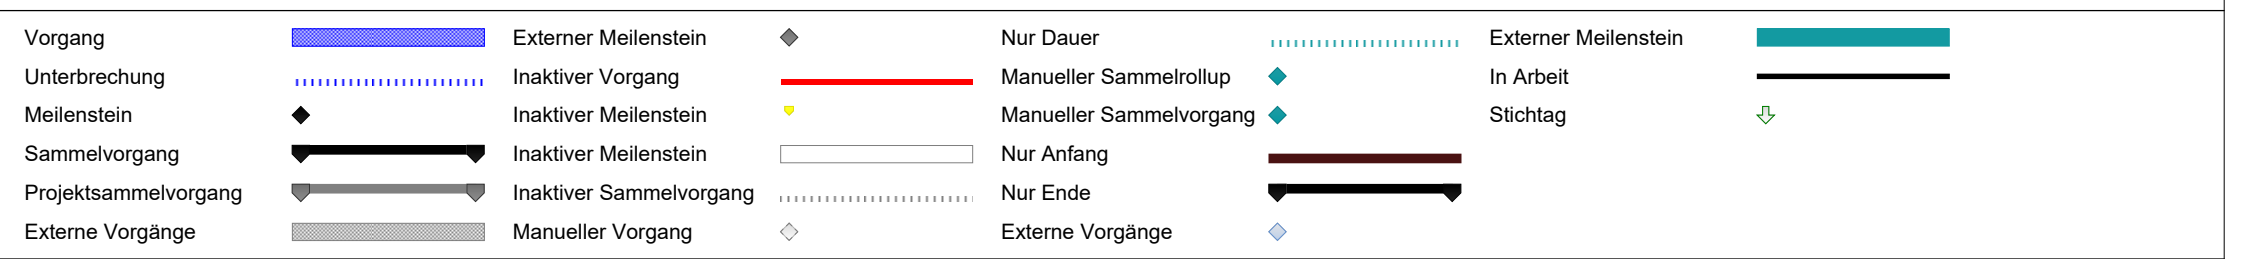 Vorgang
Unterbrechung
Meilenstein
Sammelvorgang
Projektsammelvorgang
Externe Vorgänge
Externer Meilenstein
Inaktiver Vorgang
Inaktiver Meilenstein
Inaktiver Meilenstein
Inaktiver Sammelvorgang
Manueller Vorgang
Nur Dauer
Manueller Sammelrollup
Manueller Sammelvorgang
Nur Anfang
Nur Ende
Externe Vorgänge
Externer Meilenstein
In Arbeit
Stichtag